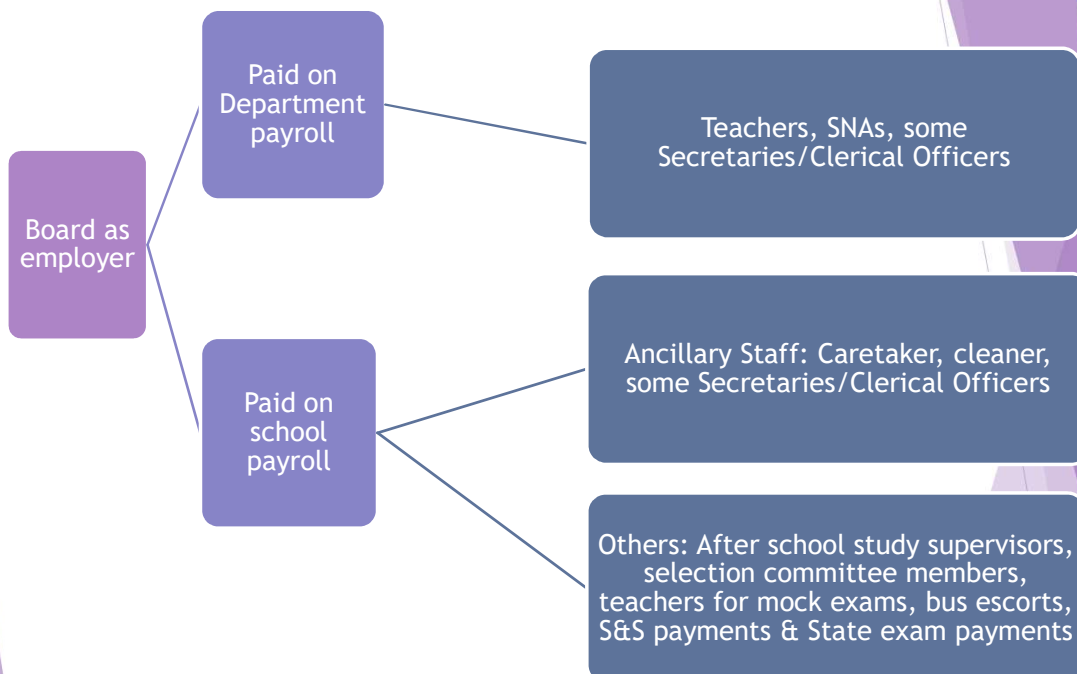 Board as
employer
Paid on
Department
payroll
Teachers, SNAs, some
Secretaries/Clerical Officers
Paid on
school
payroll
Ancillary Staff: Caretaker, cleaner,
some Secretaries/Clerical Officers
Others: After school study supervisors,
selection committee members,
teachers for mock exams, bus escorts,
S&S payments & State exam payments